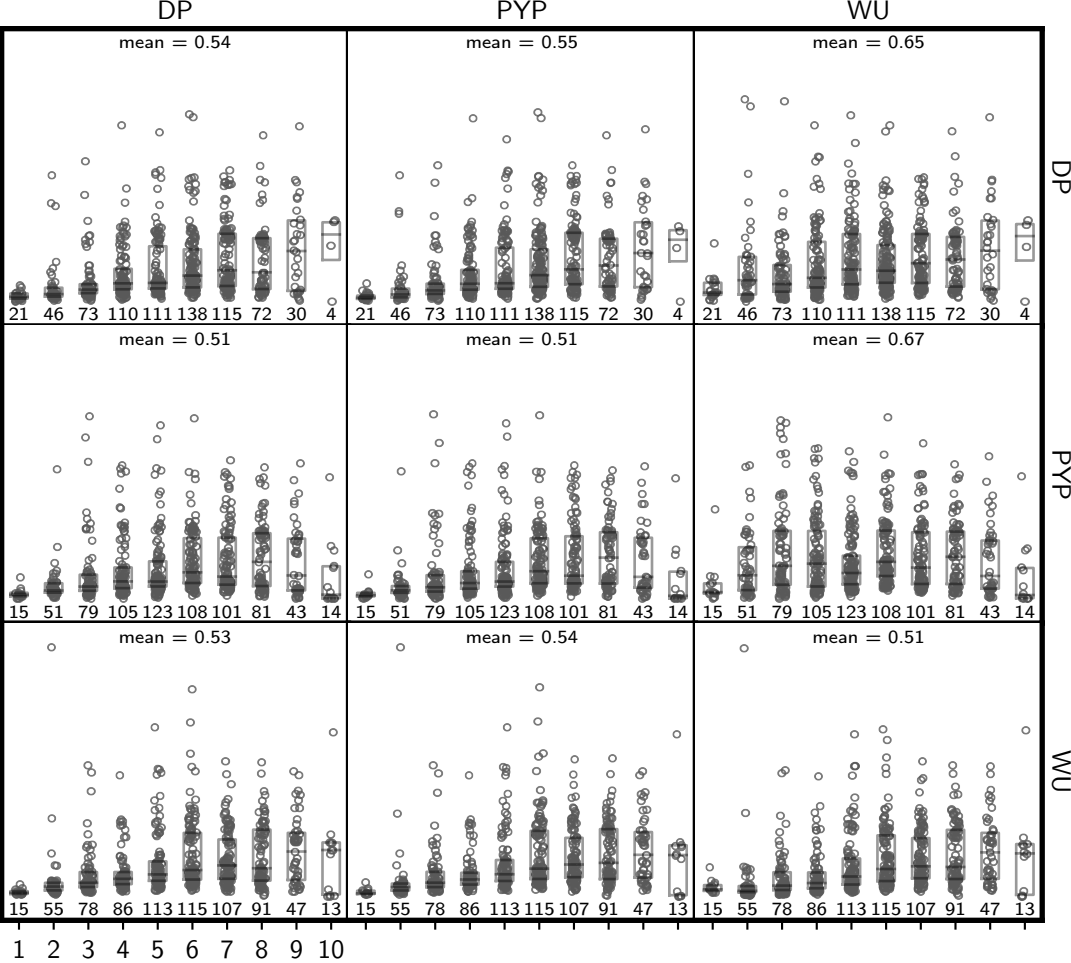 DP PYP WU
mean = 0.54 mean = 0.55 mean = 0.65
DP
21 46 73 110 111 138 115 72 30 4 21 46 73 110 111 138 115 72 30 4 21 46 73 110 111 138 115 72 30 4
mean = 0.51 mean = 0.51 mean = 0.67
PYP
15 51 79 105 123 108 101 81 43 14 15 51 79 105 123 108 101 81 43 14 15 51 79 105 123 108 101 81 43 14
mean = 0.53 mean = 0.54 mean = 0.51
WU
15 55 78 86 113 115 107 91 47 13 15 55 78 86 113 115 107 91 47 13 15 55 78 86 113 115 107 91 47 13
1 2 3 4 5 6 7 8 9 10